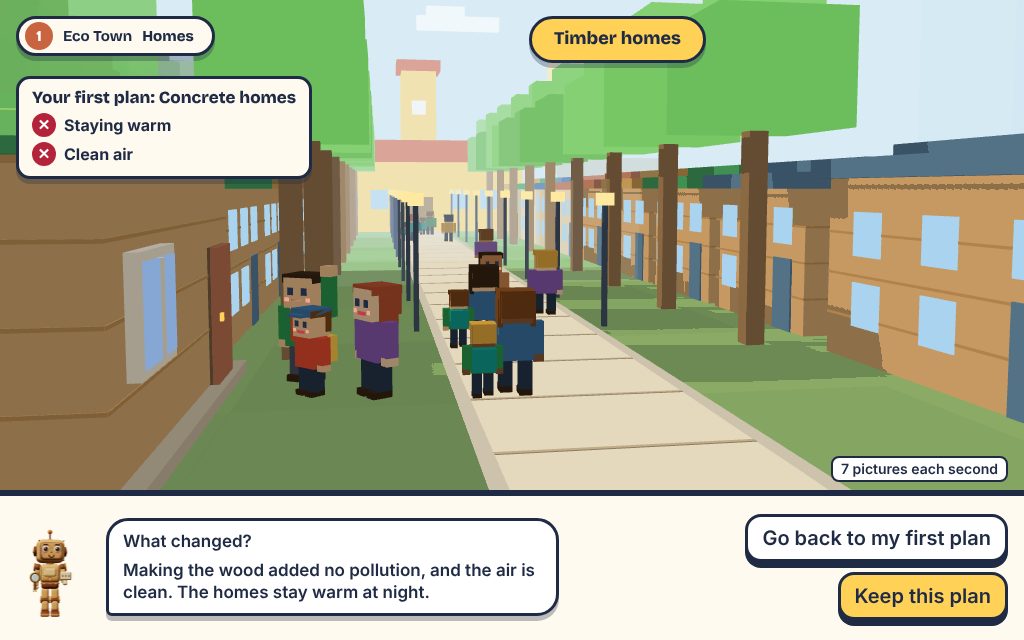 1 Eco Town Homes
Timber homes
Your first plan: Concrete homes
Staying warm
Clean air
7 pictures each second
What changed?
Making the wood added no pollution, and the air is
clean. The homes stay warm at night.
Go back to my first plan
Keep this plan